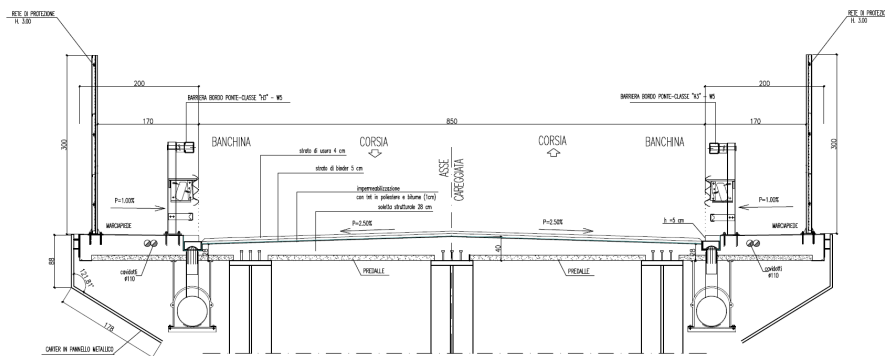 RETE DI PROTEZIONE
H. 3.00
RETE DI PROTEZIO
H. 3.00
200
200
BARRIERA BORDO PONTE-CLASSE "H3" - W5
BARRIERA BORDO PONTE-CLASSE "H3" - W5
170
850
170
300
300
BANCHINA
CORSIA
CORSIA
BANCHINA
strato di usura 4 cm
strato di binder 5 cm
ASSE
CAREGGIATA
impermeabilizzazione
con tnt in poliestere e bitume (1cm)
soletta strutturale 28 cm
P=1.00%
P=1.00%
MARCIAPIEDE
MARCIAPIEDE
P=2.50%
P=2.50%
h =5 cm
40
88
cavidotti
ø110
cavidotti
ø110
PREDALLE
PREDALLE
121.81°
178
CARTER IN PANNELLO METALLICO